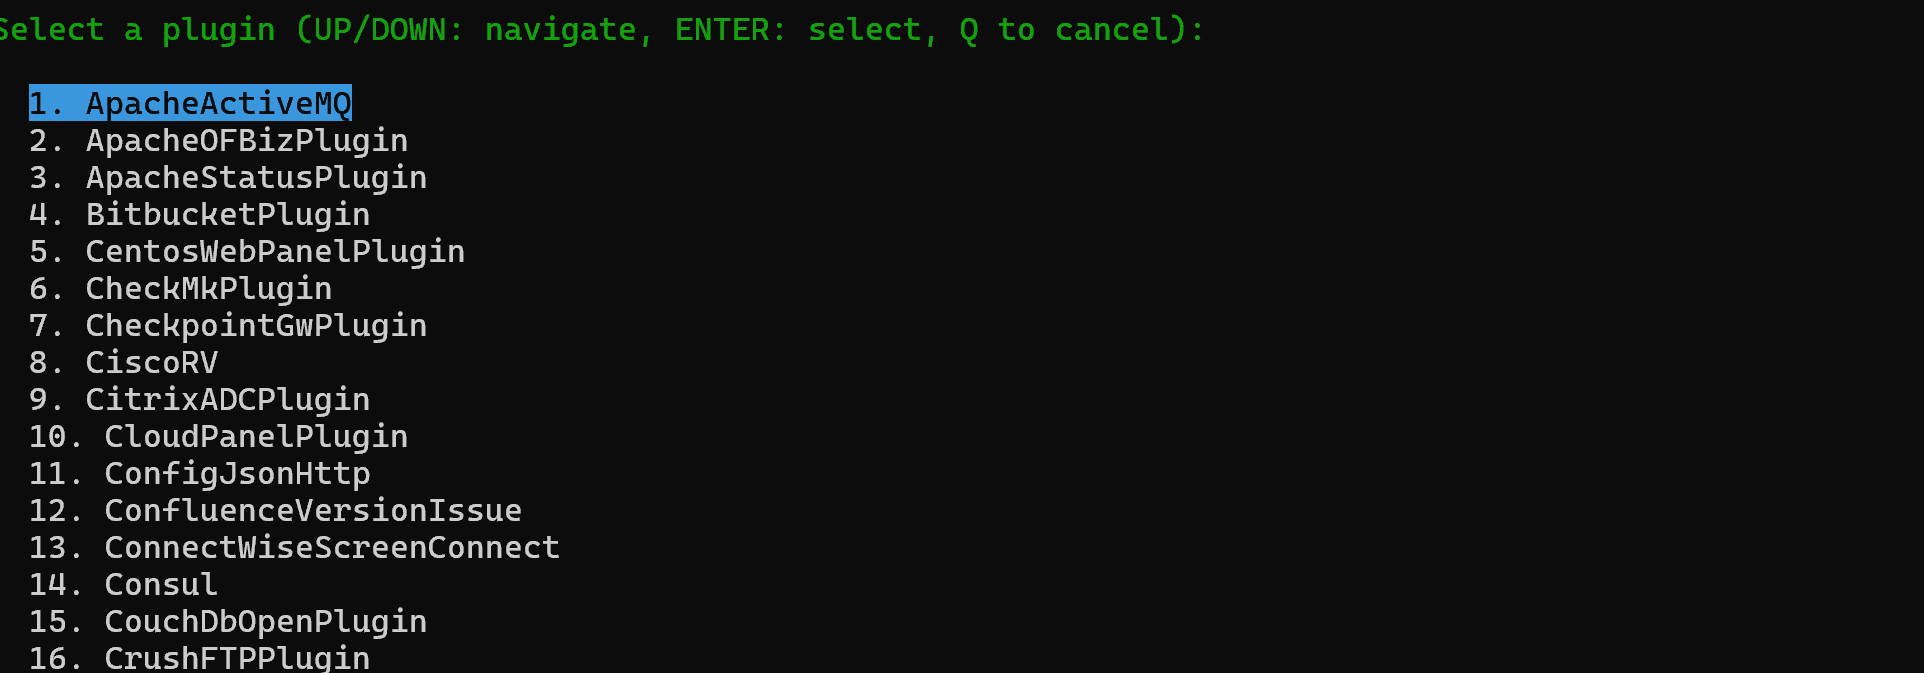 Select a plugin (UP/DOWN: navigate, ENTER: select, Q to cancel):
1. ApacheActiveMQ
2. ApacheOFBizPlugin
3. ApacheStatusPlugin
4. BitbucketPlugin
5. CentosWebPanelPlugin
6. CheckMkPlugin
7. CheckpointGwPlugin
8. CiscoRV
9. CitrixADCPlugin
10. CloudPanelPlugin
11. ConfigJsonHttp
12. ConfluenceVersionIssue
13. ConnectWiseScreenConnect
14. Consul
15. CouchDbOpenPlugin
16. CrushFTPPlugin